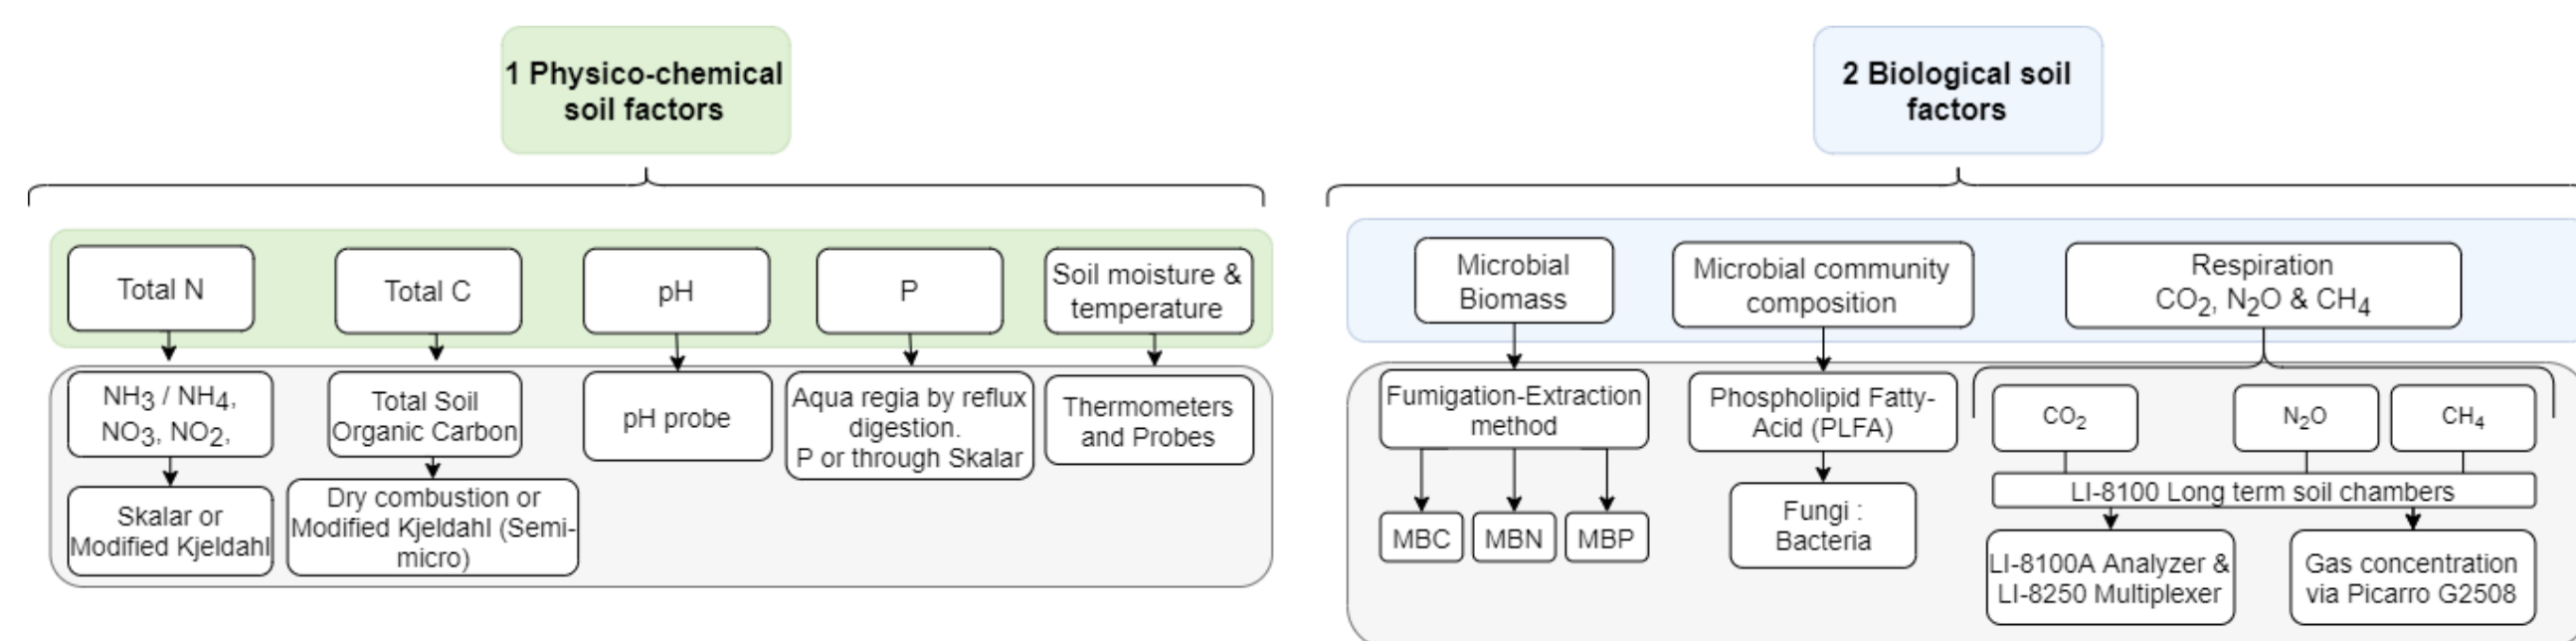 1 Physico-chemical
soil factors
Total N
Total C
pH
P
Soil moisture &
temperature
NH3 / NH4,
NO3, NO2,
Total Soil
Organic Carbon
pH probe
Aqua regia by reflux
digestion.
P or through Skalar
Thermometers
and Probes
Skalar or
Modified Kjeldahl
Dry combustion or
Modified Kjeldahl (Semi-
micro)
2 Biological soil
factors
Microbial
Biomass
Microbial community
composition
Respiration
CO2, N2O & CH4
Fumigation-Extraction
method
Phospholipid Fatty-
Acid (PLFA)
CO2
N2O
CH4
MBC
MBN
MBP
Fungi :
Bacteria
LI-8100 Long term soil chambers
LI-8100A Analyzer &
LI-8250 Multiplexer
Gas concentration
via Picarro G2508